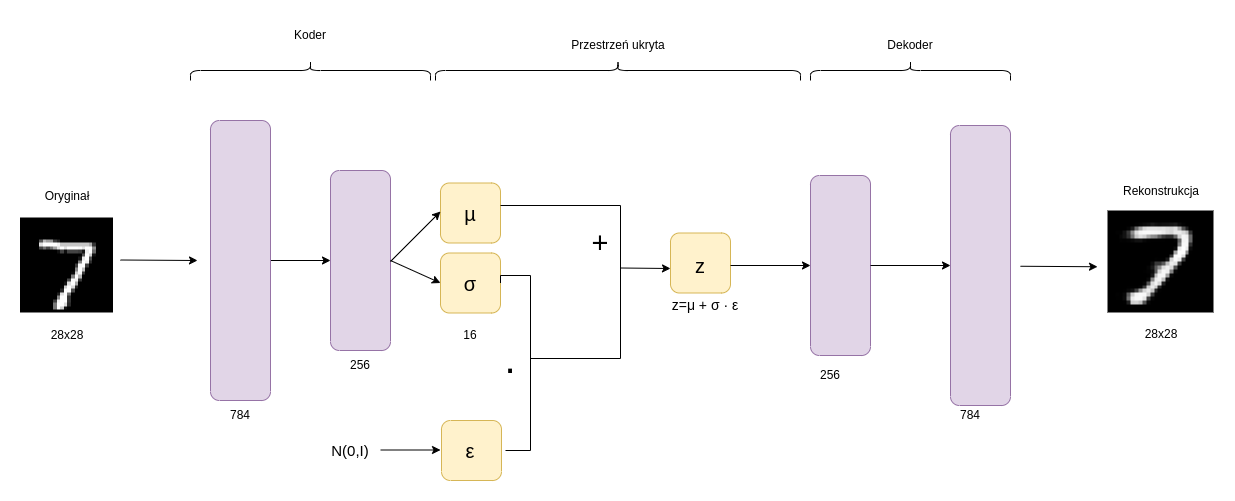 Koder
Przestrzeń ukryta
Dekoder
Oryginał
28x28
784
256
μ
σ
16
+
.
N(0,I)
ε
z
z=μ + σ · ε
256
784
Rekonstrukcja
28x28